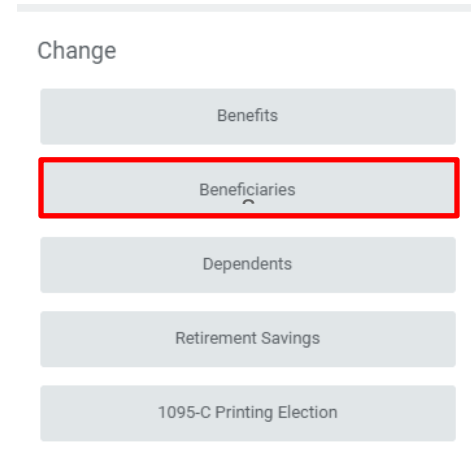 Change
Benefits
Beneficiaries
Dependents
Retirement Savings
1095-C Printing Election